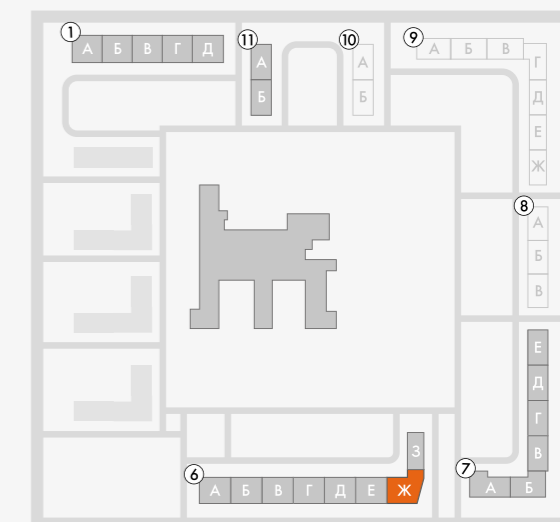 1
А Б В Г Д
11
А
Б
10
А
Б
9
А Б В
Г
Д
Е
Ж
8
А
Б
В
6
А Б В Г Д Е Ж
З
7
А Б
В
Г
Д
Е